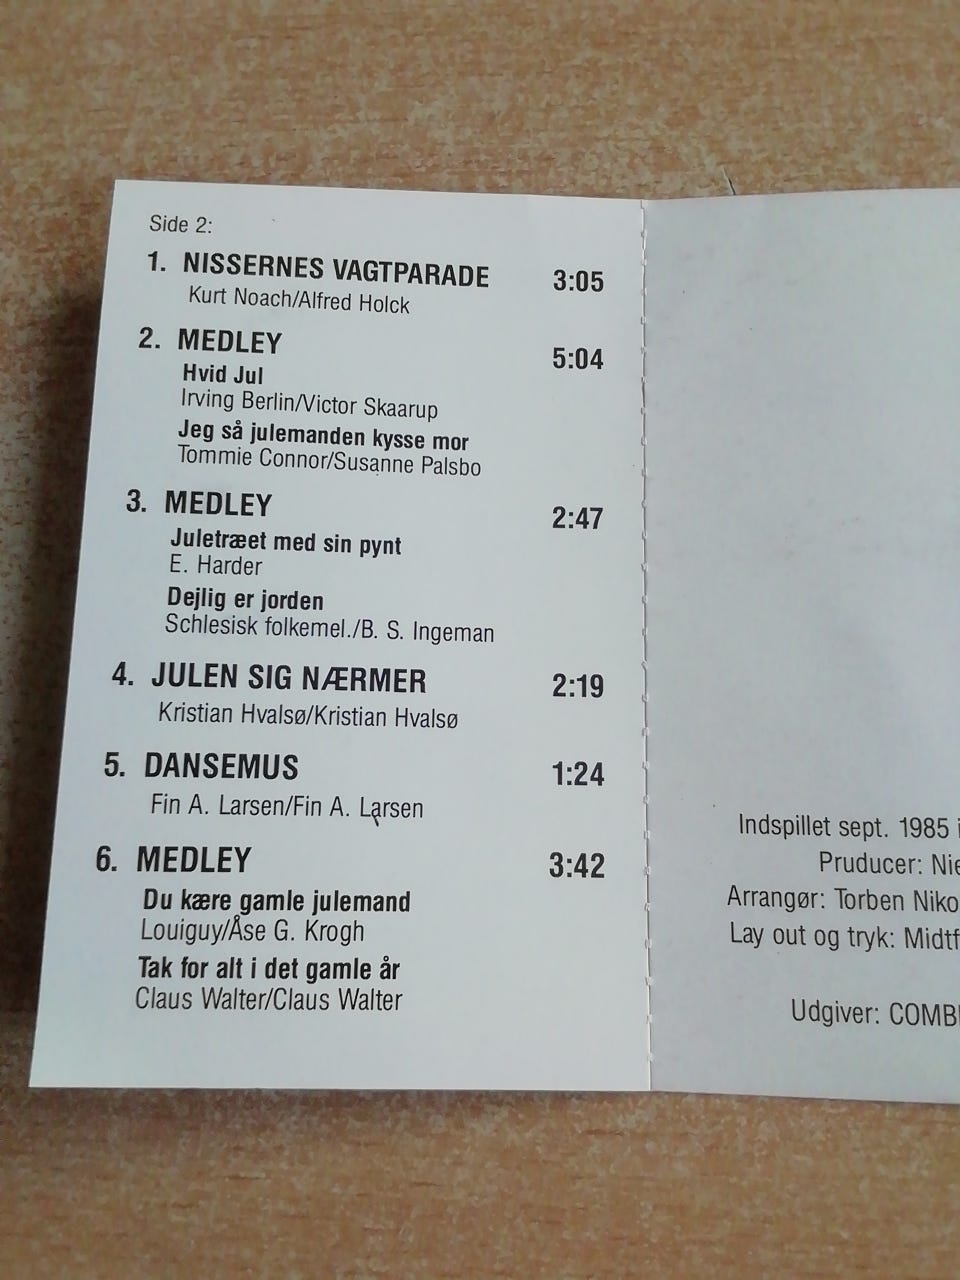 Side 2:
1. NISSERNES VAGTPARADE 3:05
Kurt Noach/Alfred Holck
2. MEDLEY 5:04
Hvid Jul
Irving Berlin/Victor Skaarup
Jeg så julemanden kysse mor
Tommie Connor/Susanne Palsbo
3. MEDLEY 2:47
Juletræet med sin pynt
E. Harder
Dejlig er jorden
Schlesisk folkemel./B. S. Ingeman
4. JULEN SIG NÆRMER 2:19
Kristian Hvalsø/Kristian Hvalsø
5. DANSEMUS 1:24
Fin A. Larsen/Fin A. Larsen
6. MEDLEY 3:42
Du kære gamle julemand
Louiguy/Åse G. Krogh
Tak for alt i det gamle år
Claus Walter/Claus Walter
Indspillet sept. 1985 i
Pruducer: Nie
Arrangør: Torben Niko
Lay out og tryk: Midtf
Udgiver: COMB